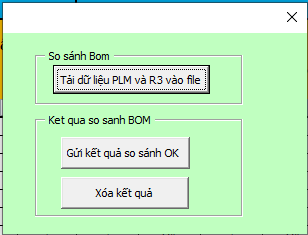 So sánh Bom
Tải dữ liệu PLM và R3 vào file
Ket qua so sanh BOM
Gửi kết quả so sánh OK
Xóa kết quả